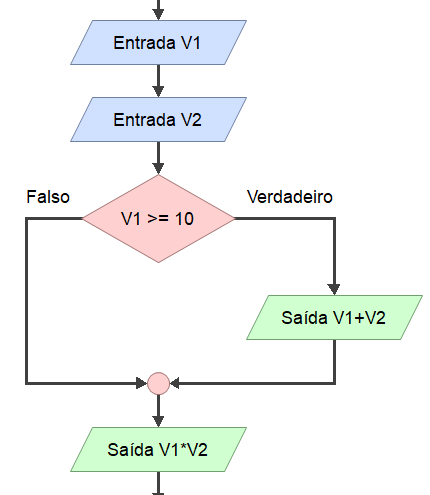 Entrada V1
Entrada V2
Falso
Verdadeiro
V1 >= 10
Saída V1+V2
Saída V1*V2